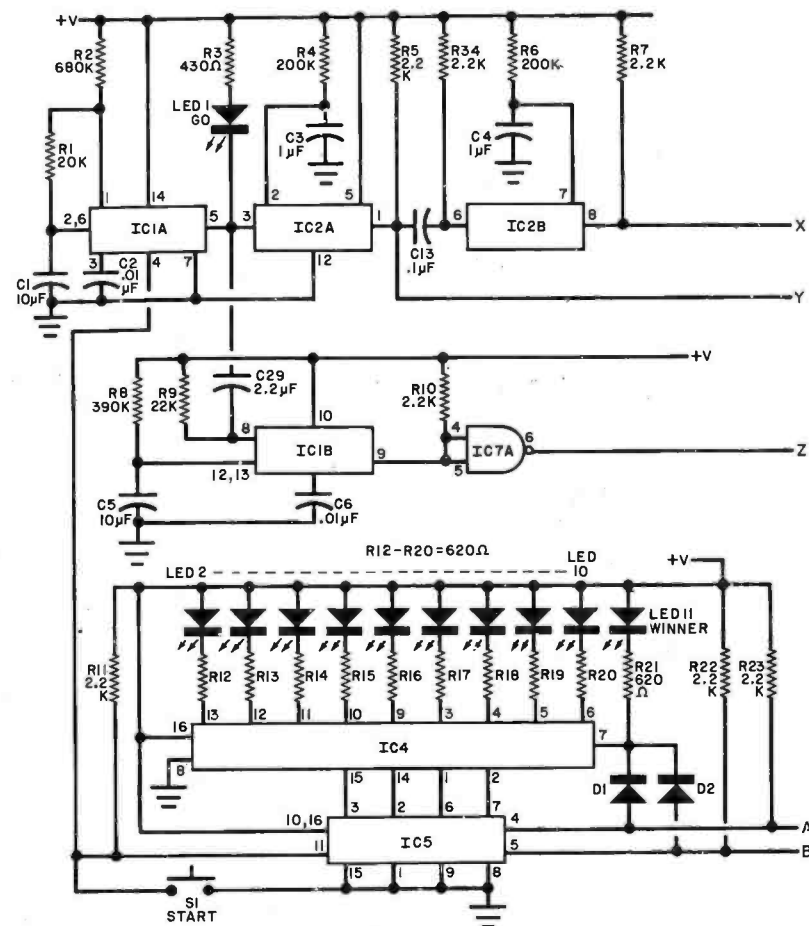 +V
R2
680K
R3
430Ω
R4
200K
R5
2.2
K
R34
2.2K
R6
200K
R7
2.2K
LED 1
GO
C3
1µF
C4
1µF
R1
20K
1
14
2
5
7
2,6
IC1A
5
3
IC2A
1
6
IC2B
8
X
3
C2
.01
µF
4
7
12
C13
.1µF
C1
10µF
Y
+V
R8
390K
R9
22K
C29
2.2µF
10
R10
2.2K
8
IC1B
4
IC7A
6
Z
12,13
9
5
C5
10µF
C6
.01µF
R12-R20=620Ω
LED 2
LED
10
+V
LED 11
WINNER
R11
2.2
K
R12
R13
R14
R15
R16
R17
R18
R19
R20
R21
620
Ω
R22
2.2
K
R23
2.2
K
13
12
11
10
9
3
4
5
6
16
IC4
7
8
15
14
1
2
D1
D2
3
2
6
7
10,16
4
A
IC5
11
5
B
15
1
9
8
S1
START